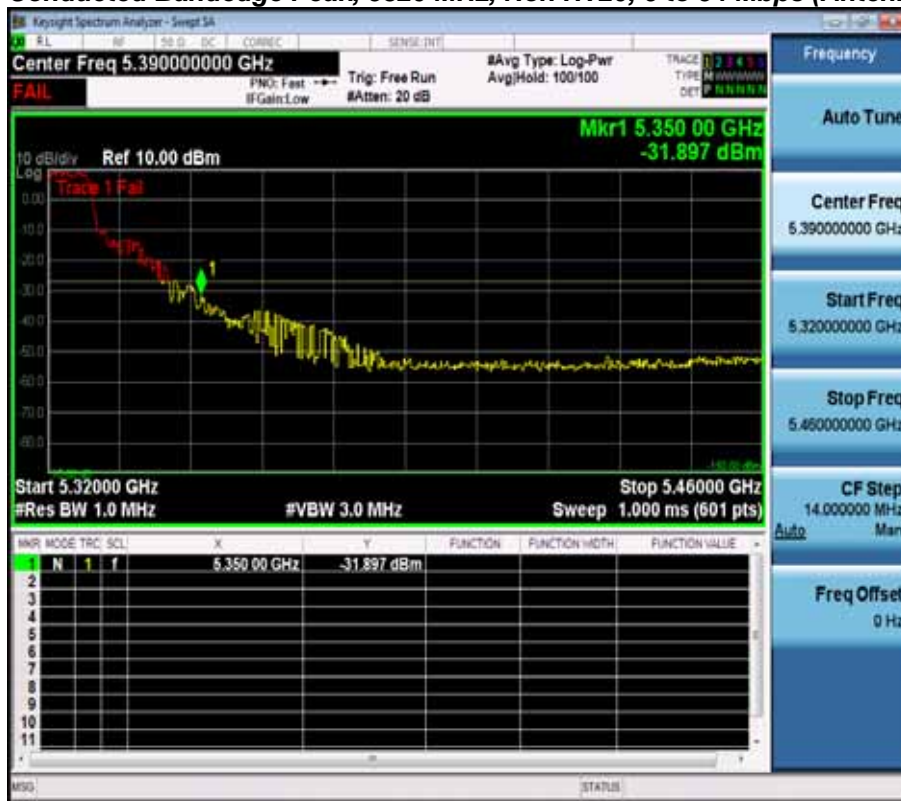 Conducted Bandedge Peak, 5320 MHz, Non HT20, 6 to 54 Mbps (Antenn
Keysight Spectrum Analyzer - Swept SA
RL RF 50 Ω DC CORREC SENSE:INT
Center Freq 5.390000000 GHz
FAIL
PNO: Fast
IFGain:Low
Trig: Free Run
#Atten: 20 dB
#Avg Type: Log-Pwr
Avg|Hold: 100/100
TRACE 1 2 3 4 5 6
TYPE M WWWWW
DET P N N N N N
Mkr1 5.350 00 GHz
-31.897 dBm
10 dB/div Ref 10.00 dBm
Log
Trace 1 Fail
0.00
-10.0
-20.0
-30.0
-40.0
-50.0
-60.0
-70.0
-80.0
1
Start 5.32000 GHz
Stop 5.46000 GHz
#Res BW 1.0 MHz
#VBW 3.0 MHz
Sweep 1.000 ms (601 pts)
MKR MODE TRC SCL X Y FUNCTION FUNCTION WIDTH FUNCTION VALUE
1 N 1 f 5.350 00 GHz -31.897 dBm
2
3
4
5
6
7
8
9
10
11
MSG
STATUS
Frequency
Auto Tune
Center Freq
5.390000000 GHz
Start Freq
5.320000000 GHz
Stop Freq
5.460000000 GHz
CF Step
14.000000 MHz
Auto Man
Freq Offset
0 Hz